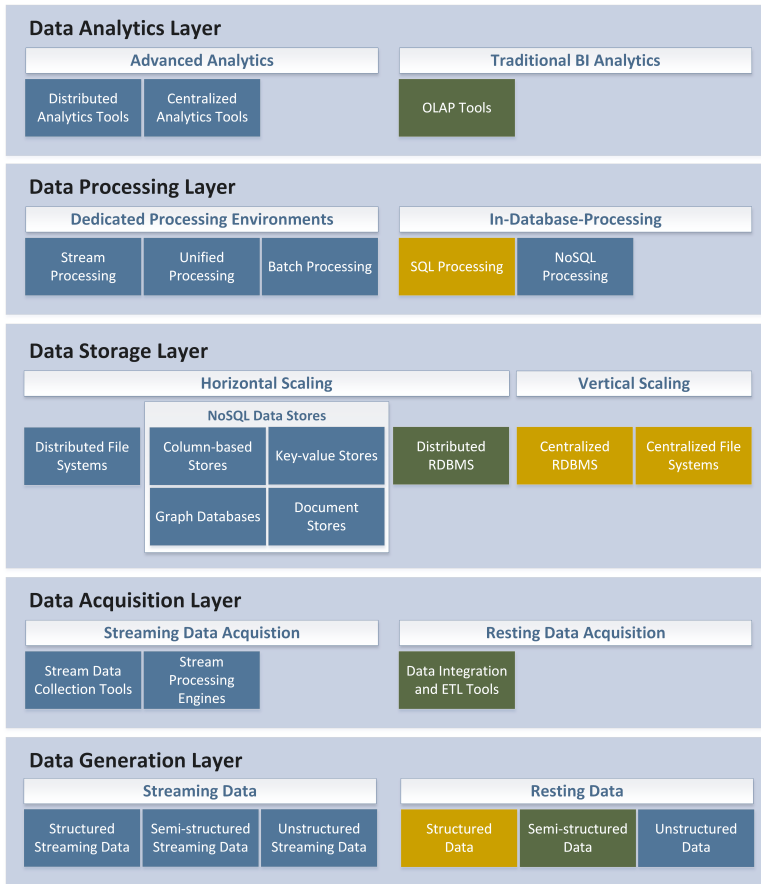 Data Analytics Layer
Advanced Analytics
Traditional BI Analytics
Distributed
Analytics Tools
Centralized
Analytics Tools
OLAP Tools
Data Processing Layer
Dedicated Processing Environments
In-Database-Processing
Stream
Processing
Unified
Processing
Batch Processing
SQL Processing
NoSQL
Processing
Data Storage Layer
Horizontal Scaling
Vertical Scaling
NoSQL Data Stores
Distributed File
Systems
Column-based
Stores
Key-value Stores
Graph Databases
Document
Stores
Distributed
RDBMS
Centralized
RDBMS
Centralized File
Systems
Data Acquisition Layer
Streaming Data Acquistion
Resting Data Acquisition
Stream Data
Collection Tools
Stream
Processing
Engines
Data Integration
and ETL Tools
Data Generation Layer
Streaming Data
Resting Data
Structured
Streaming Data
Semi-structured
Streaming Data
Unstructured
Streaming Data
Structured
Data
Semi-structured
Data
Unstructured
Data